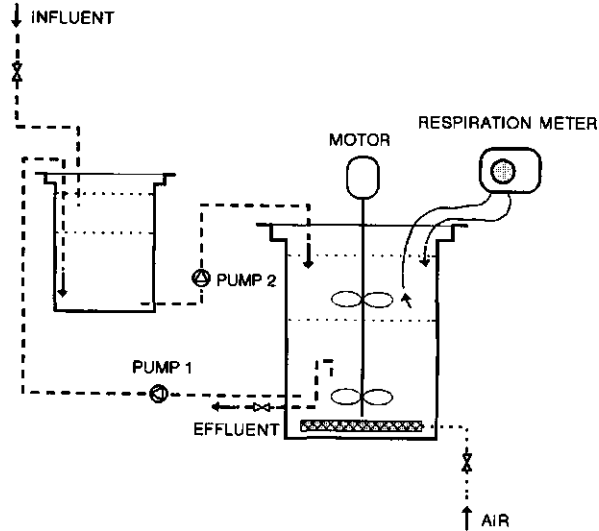 INFLUENT
MOTOR
RESPIRATION METER
PUMP 2
PUMP 1
EFFLUENT
AIR